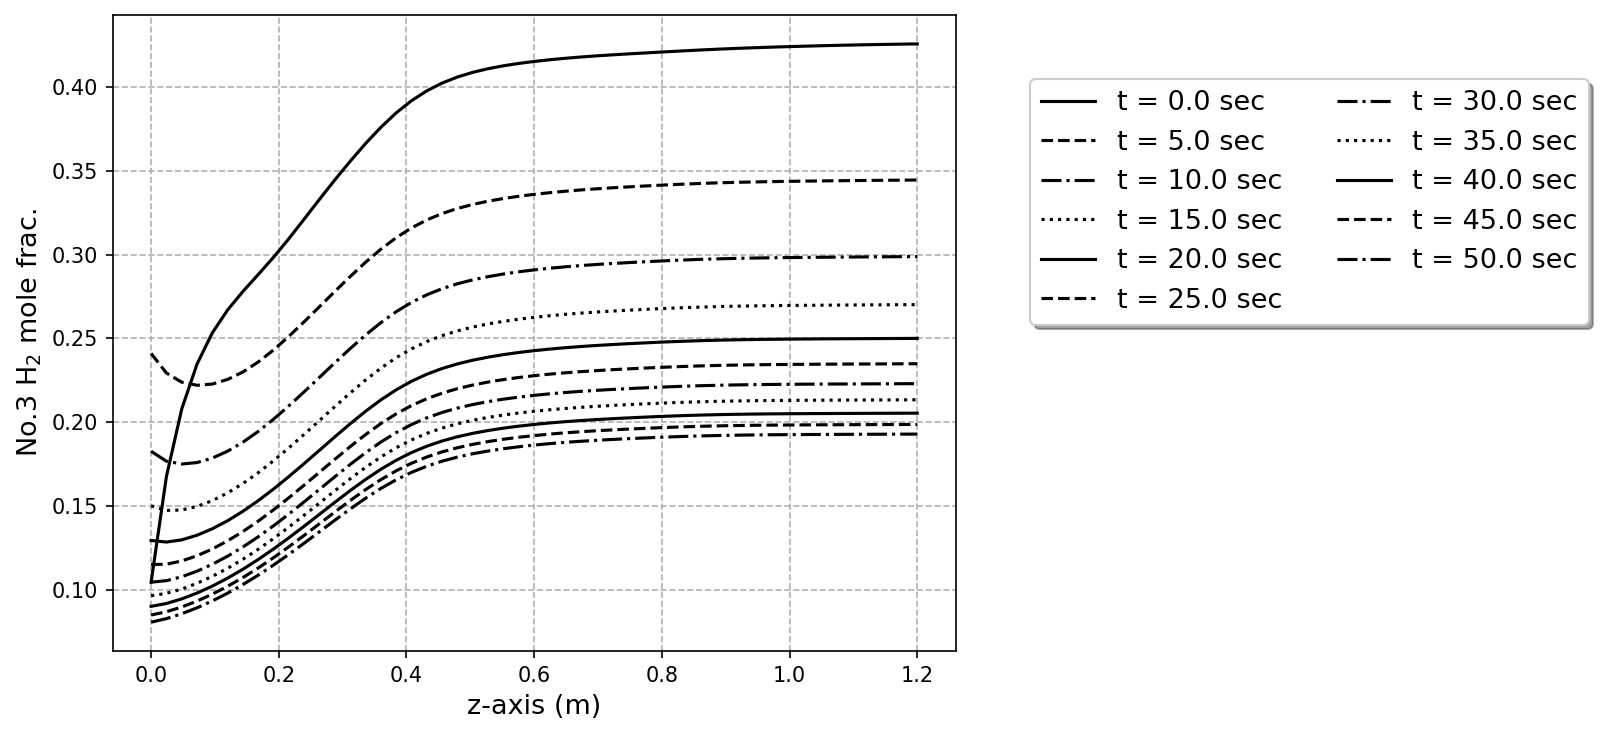 No.3 H₂ mole frac.
0.40
0.35
0.30
0.25
0.20
0.15
0.10
0.0 0.2 0.4 0.6 0.8 1.0 1.2
z-axis (m)
t = 0.0 sec
t = 5.0 sec
t = 10.0 sec
t = 15.0 sec
t = 20.0 sec
t = 25.0 sec
t = 30.0 sec
t = 35.0 sec
t = 40.0 sec
t = 45.0 sec
t = 50.0 sec